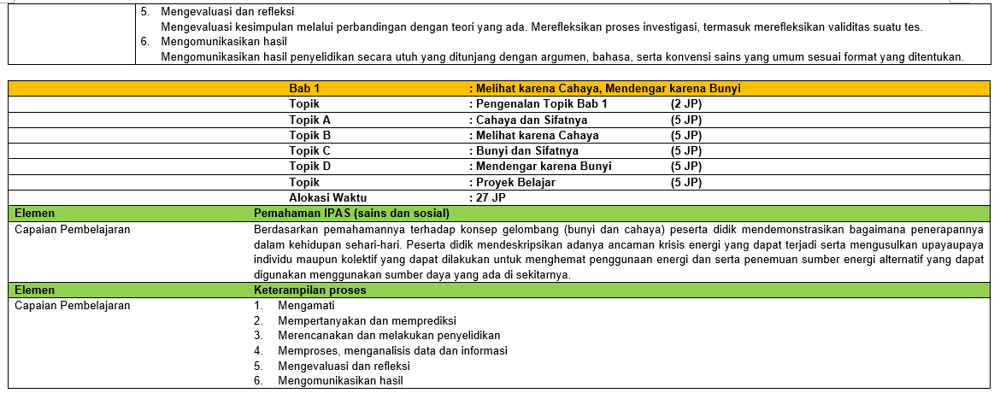 5. Mengevaluasi dan refleksi
Mengevaluasi kesimpulan melalui perbandingan dengan teori yang ada. Merefleksikan proses investigasi, termasuk merefleksikan validitas suatu tes.
6. Mengomunikasikan hasil
Mengomunikasikan hasil penyelidikan secara utuh yang ditunjang dengan argumen, bahasa, serta konvensi sains yang umum sesuai format yang ditentukan.
Bab 1 : Melihat karena Cahaya, Mendengar karena Bunyi
Topik : Pengenalan Topik Bab 1 (2 JP)
Topik A : Cahaya dan Sifatnya (5 JP)
Topik B : Melihat karena Cahaya (5 JP)
Topik C : Bunyi dan Sifatnya (5 JP)
Topik D : Mendengar karena Bunyi (5 JP)
Topik : Proyek Belajar (5 JP)
Alokasi Waktu : 27 JP
Elemen Pemahaman IPAS (sains dan sosial)
Capaian Pembelajaran Berdasarkan pemahamannya terhadap konsep gelombang (bunyi dan cahaya) peserta didik mendemonstrasikan bagaimana penerapannya
dalam kehidupan sehari-hari. Peserta didik mendeskripsikan adanya ancaman krisis energi yang dapat terjadi serta mengusulkan upayaupaya
individu maupun kolektif yang dapat dilakukan untuk menghemat penggunaan energi dan serta penemuan sumber energi alternatif yang dapat
digunakan menggunakan sumber daya yang ada di sekitarnya.
Elemen Keterampilan proses
Capaian Pembelajaran 1. Mengamati
2. Mempertanyakan dan memprediksi
3. Merencanakan dan melakukan penyelidikan
4. Memproses, menganalisis data dan informasi
5. Mengevaluasi dan refleksi
6. Mengomunikasikan hasil